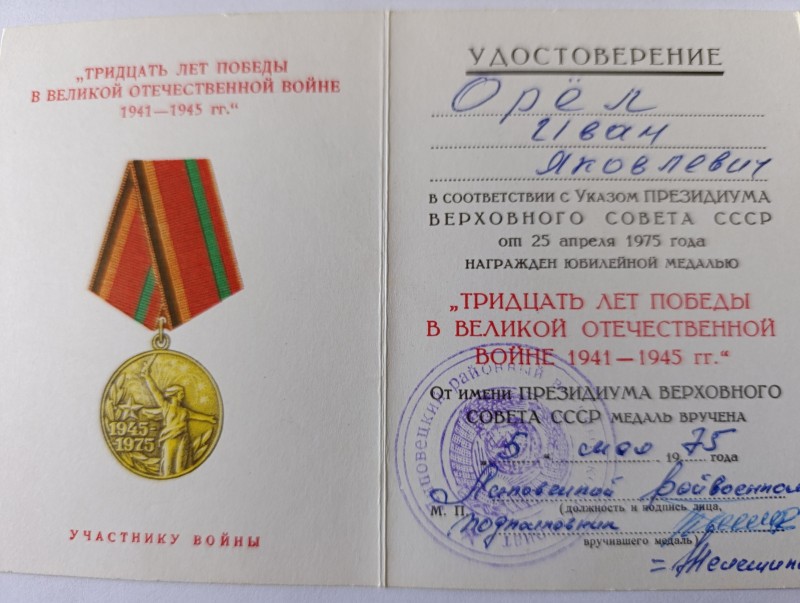 „ТРИДЦАТЬ ЛЕТ ПОБЕДЫ
В ВЕЛИКОЙ ОТЕЧЕСТВЕННОЙ ВОЙНЕ
1941—1945 гг.“
1945-
1975
УЧАСТНИКУ ВОЙНЫ
УДОСТОВЕРЕНИЕ
Орёл
Иван
Яковлевич
В СООТВЕТСТВИИ С УКАЗОМ ПРЕЗИДИУМА
ВЕРХОВНОГО СОВЕТА СССР
от 25 апреля 1975 года
НАГРАЖДЕН ЮБИЛЕЙНОЙ МЕДАЛЬЮ
„ТРИДЦАТЬ ЛЕТ ПОБЕДЫ
В ВЕЛИКОЙ ОТЕЧЕСТВЕННОЙ
ВОЙНЕ 1941—1945 гг.“
ОТ ИМЕНИ ПРЕЗИДИУМА ВЕРХОВНОГО
СОВЕТА СССР МЕДАЛЬ ВРУЧЕНА
„5“ мая 1975 года
М. П. (должность и подпись лица,
подполковник
вручившего медаль)
РАЙОННЫЙ